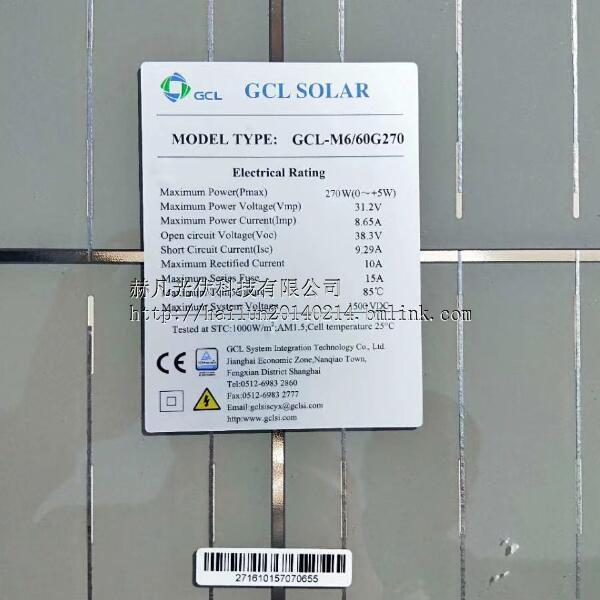 GCL GCL SOLAR
MODEL TYPE: GCL-M6/60G270
Electrical Rating
Maximum Power(Pmax) 270W(0～+5W)
Maximum Power Voltage(Vmp) 31.2V
Maximum Power Current(Imp) 8.65A
Open circuit Voltage(Voc) 38.3V
Short Circuit Current(Isc) 9.29A
Maximum Rectified Current 10A
Maximum Series Fuse 15A
赫凡光伏科技有限公司
85℃
Maximum System Voltage 1500VDC
http://heifun20140214.bmlink.com
Tested at STC:1000W/m²;AM1.5;Cell temperature 25°C
GCL System Integration Technology Co., Ltd.
Jianghai Economic Zone,Nanqiao Town,
Fengxian District Shanghai
Tel:0512-6983 2860
Fax:0512-6983 2777
Email:gclsiscyx@gclsi.com
http:www.gclsi.com
CE
271610157070655